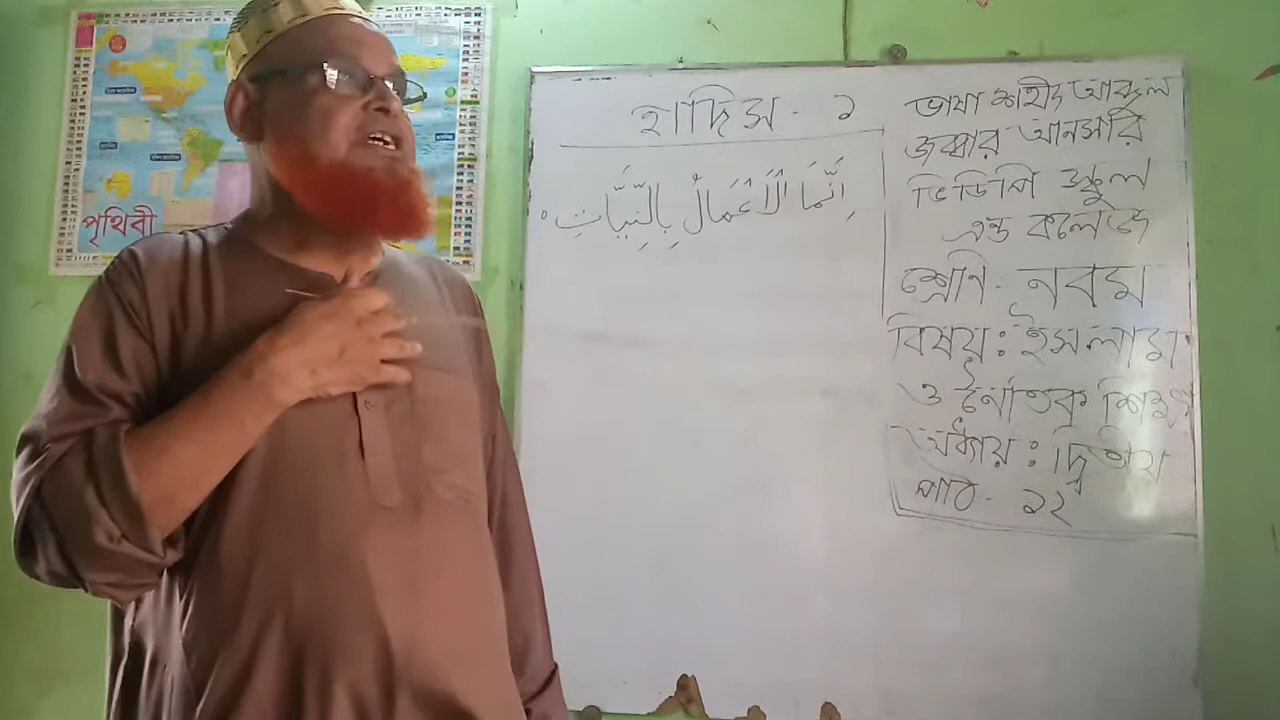 পৃথিবী
হাদিস - ১
اِنَّمَا الْاَعْمَالُ بِالنِّيَّاتِ
ভাষা শহীদ আব্দুল
জব্বার আনসারি
ভিডিপি স্কুল
এন্ড কলেজ
শ্রেণি - নবম
বিষয় : ইসলাম
ও নৈতিক শিক্ষা
অধ্যায় : দ্বিতীয়
পাঠ - ১২